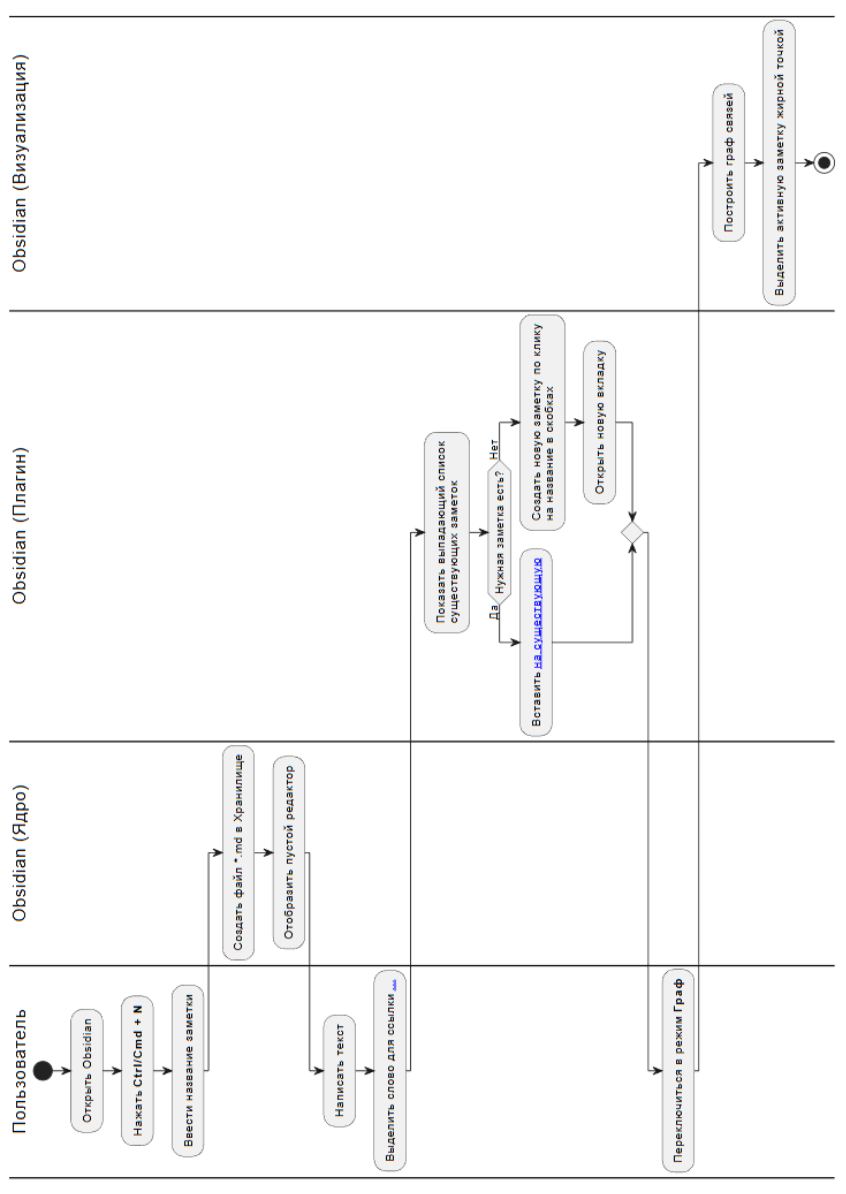 Пользователь
Obsidian (Ядро)
Obsidian (Плагин)
Obsidian (Визуализация)
Открыть Obsidian
Нажать Ctrl/Cmd + N
Ввести название заметки
Создать файл *.md в Хранилище
Отобразить пустой редактор
Написать текст
Выделить слово для ссылки ...
Показать выпадающий список
существующих заметок
Нужная заметка есть?
Да
Нет
Вставить на существующую
Создать новую заметку по клику
на название в скобках
Открыть новую вкладку
Переключиться в режим Граф
Построить граф связей
Выделить активную заметку жирной точкой